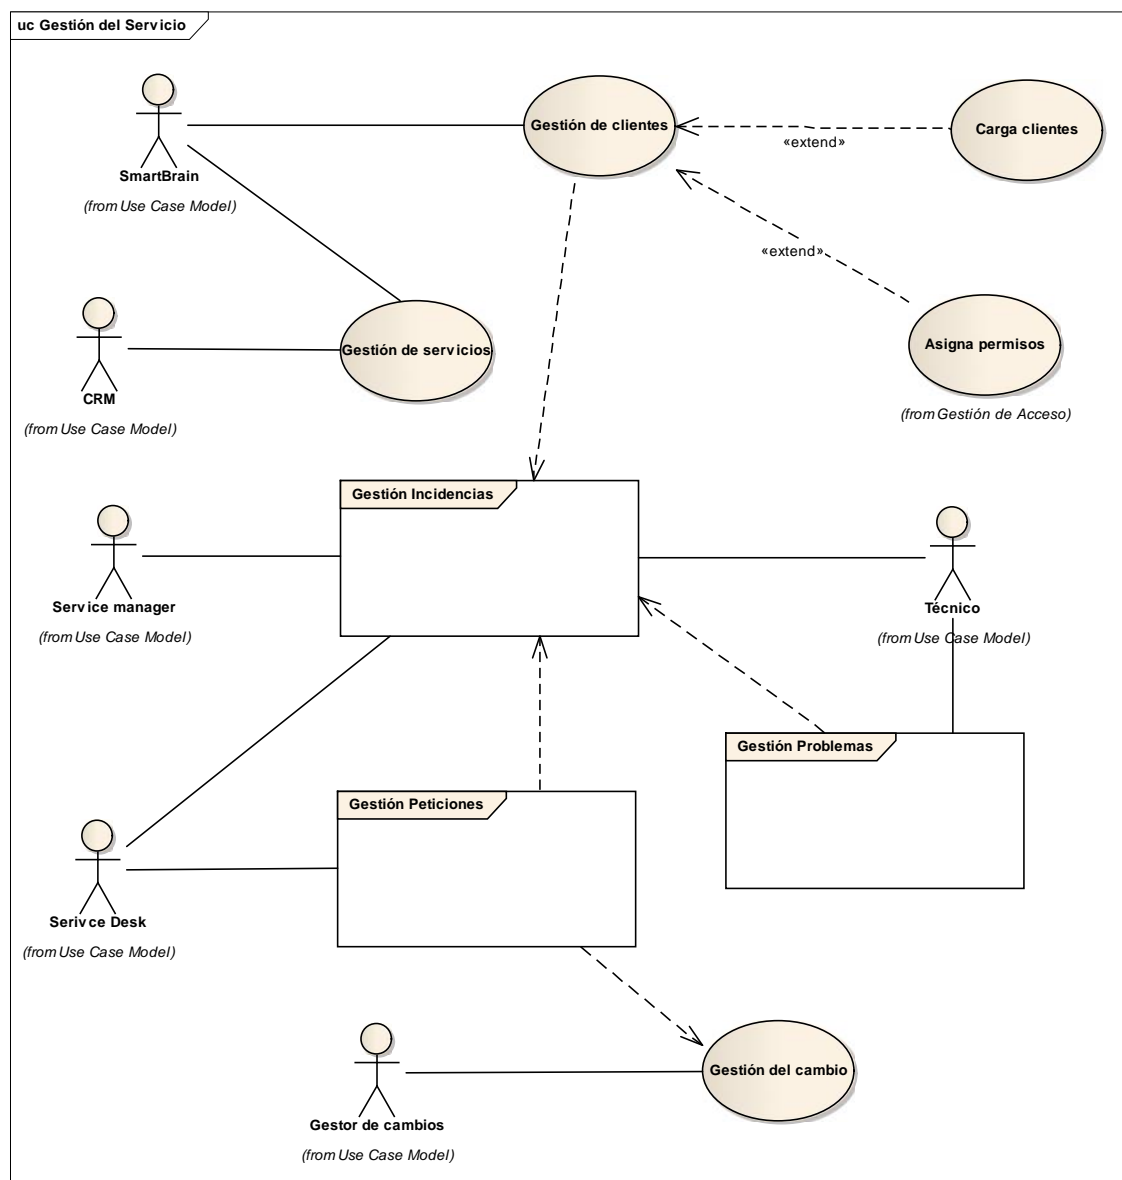 uc Gestión del Servicio
SmartBrain
(from Use Case Model)
Gestión de clientes
«extend»
Carga clientes
«extend»
Asigna permisos
(from Gestión de Acceso)
CRM
(from Use Case Model)
Gestión de servicios
Gestión Incidencias
Service manager
(from Use Case Model)
Técnico
(from Use Case Model)
Gestión Problemas
Gestión Peticiones
Serivce Desk
(from Use Case Model)
Gestor de cambios
(from Use Case Model)
Gestión del cambio